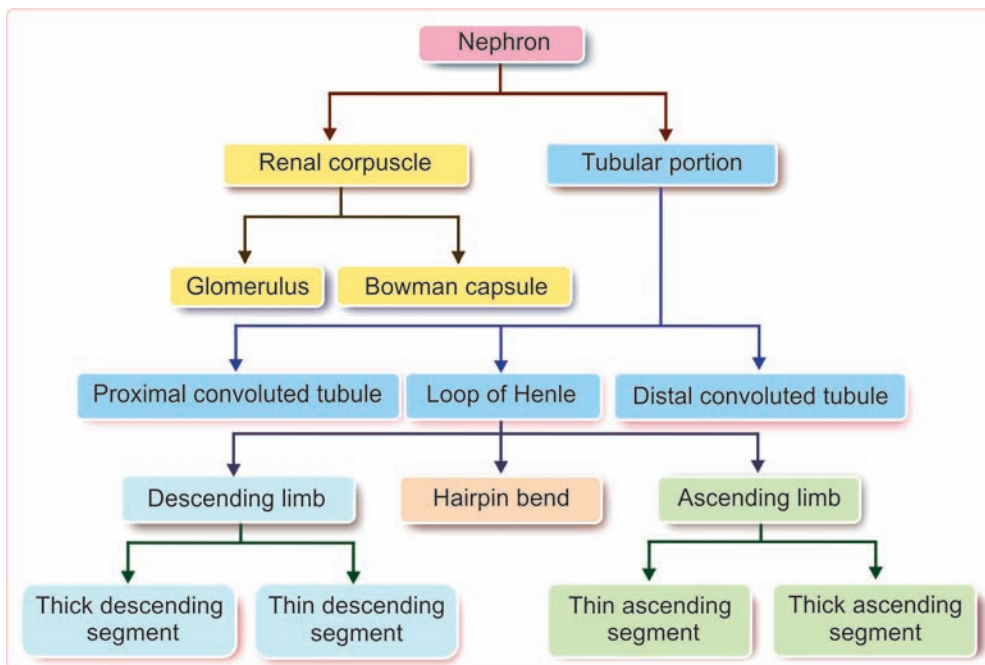 Nephron
Renal corpuscle
Tubular portion
Glomerulus
Bowman capsule
Proximal convoluted tubule
Loop of Henle
Distal convoluted tubule
Descending limb
Hairpin bend
Ascending limb
Thick descending
segment
Thin descending
segment
Thin ascending
segment
Thick ascending
segment